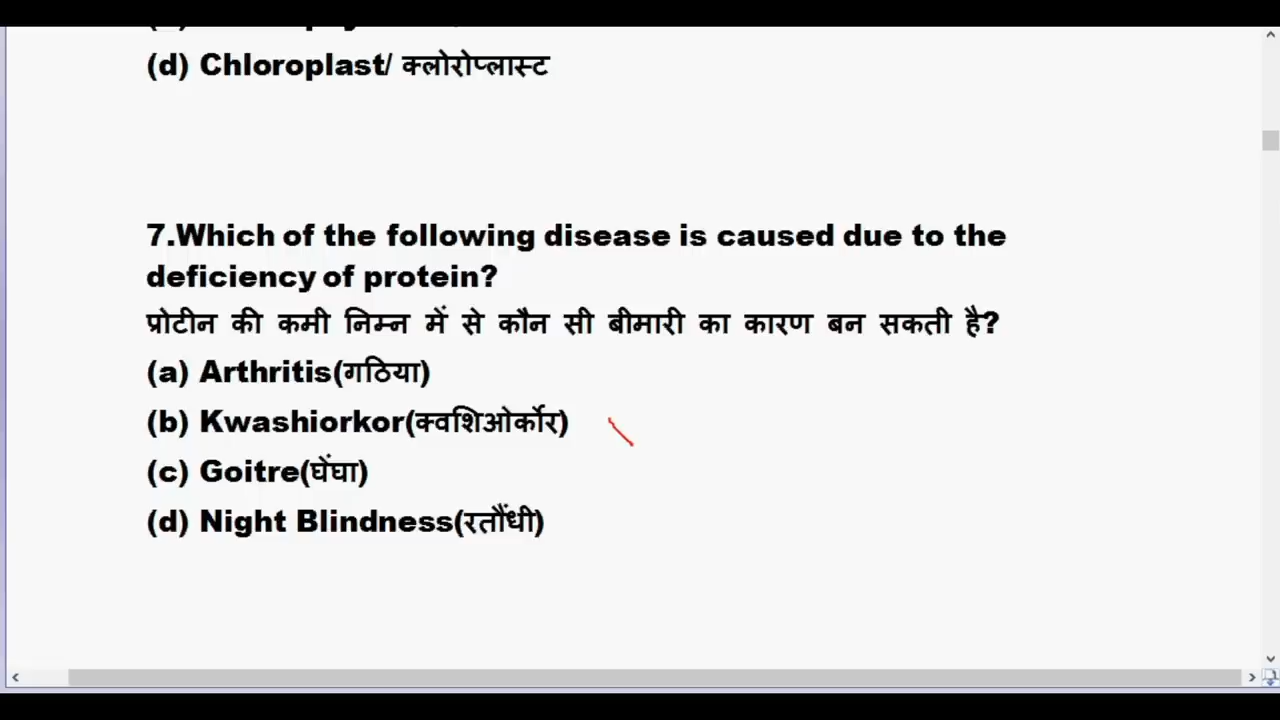 (d) Chloroplast/ क्लोरोप्लास्ट
7.Which of the following disease is caused due to the
deficiency of protein?
प्रोटीन की कमी निम्न में से कौन सी बीमारी का कारण बन सकती है?
(a) Arthritis(गठिया)
(b) Kwashiorkor(क्वशिओर्कोर)
(c) Goitre(घेंघा)
(d) Night Blindness(रतौंधी)